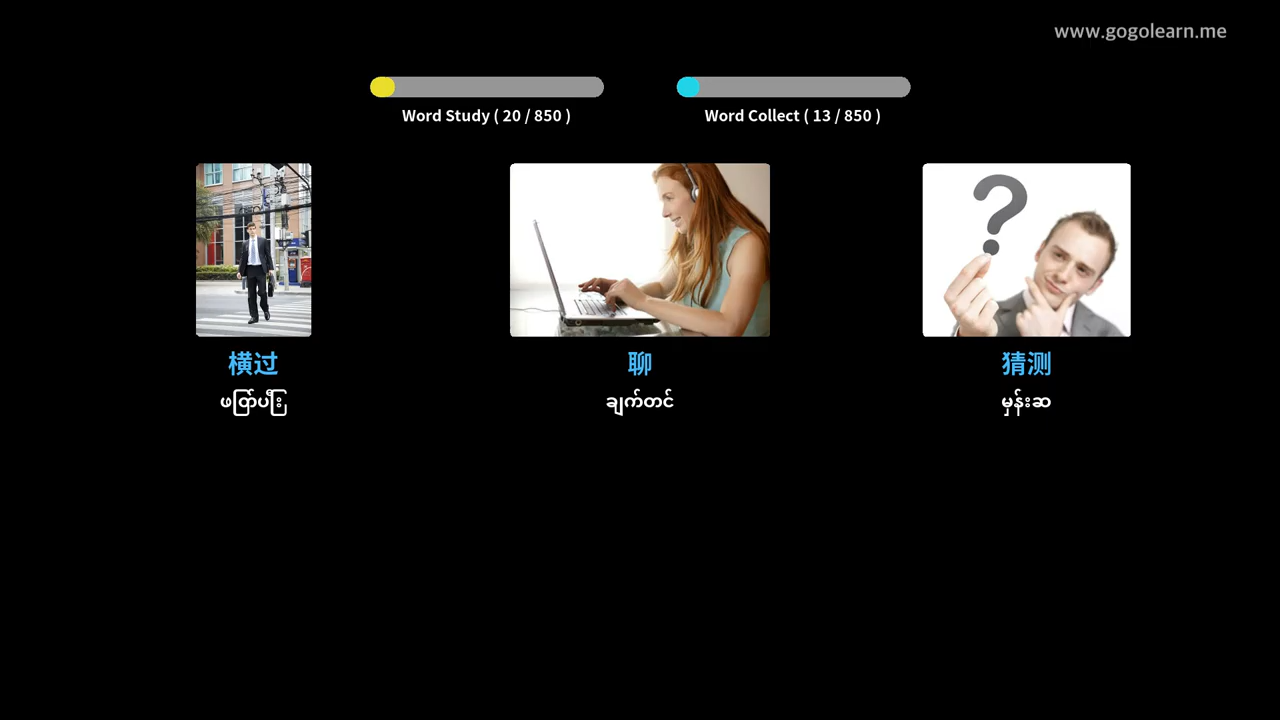 www.gogolearn.me
Word Study ( 20 / 850 )
Word Collect ( 13 / 850 )
横过
聊
猜测
ဖတ်ြပီးြ
ချက်တင်
မှန်းဆ